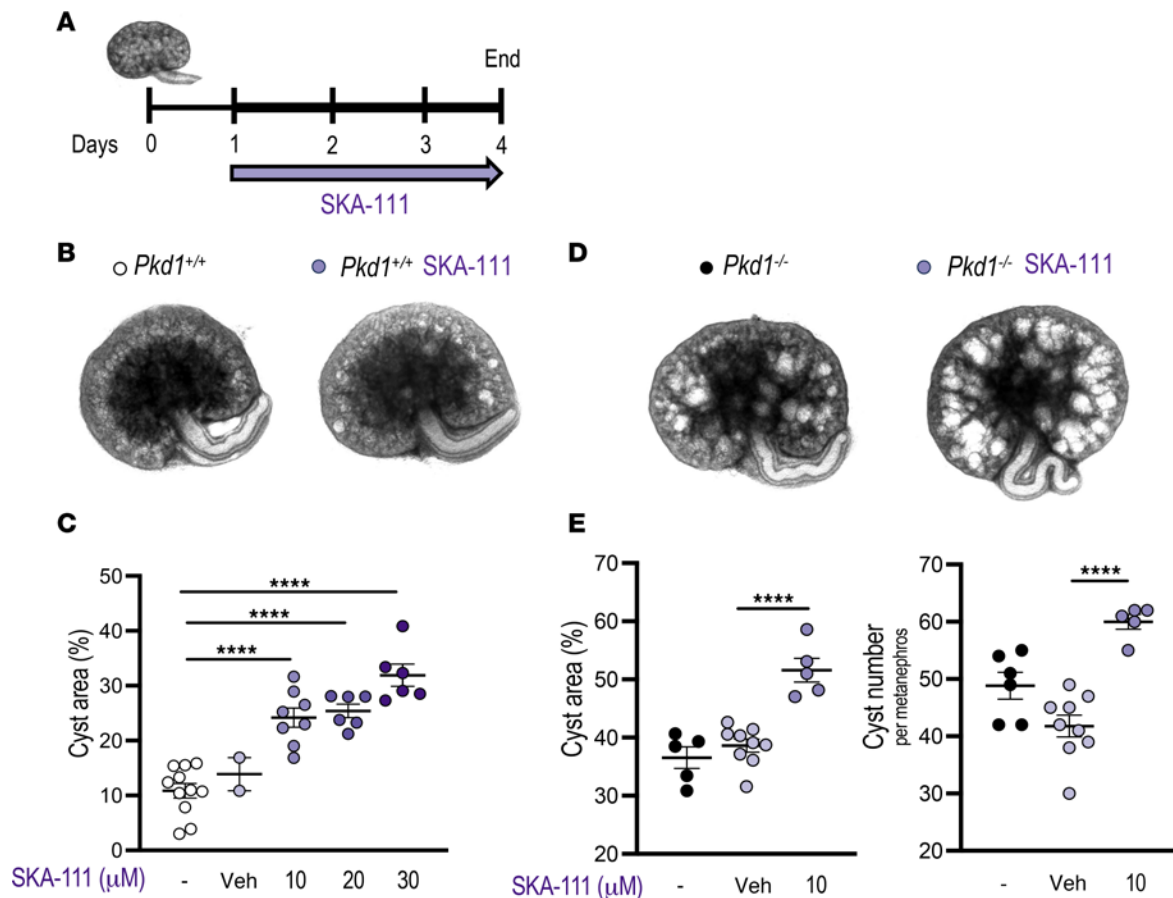 A
End
Days 0 1 2 3 4
SKA-111
B
Pkd1+/+
Pkd1+/+ SKA-111
D
Pkd1-/-
Pkd1-/- SKA-111
C
Cyst area (%)
50
40
30
20
10
0
****
****
****
SKA-111 (μM) - Veh 10 20 30
E
Cyst area (%)
70
60
50
40
30
20
****
SKA-111 (μM) - Veh 10
Cyst number
per metanephros
70
60
50
40
30
20
****
- Veh 10